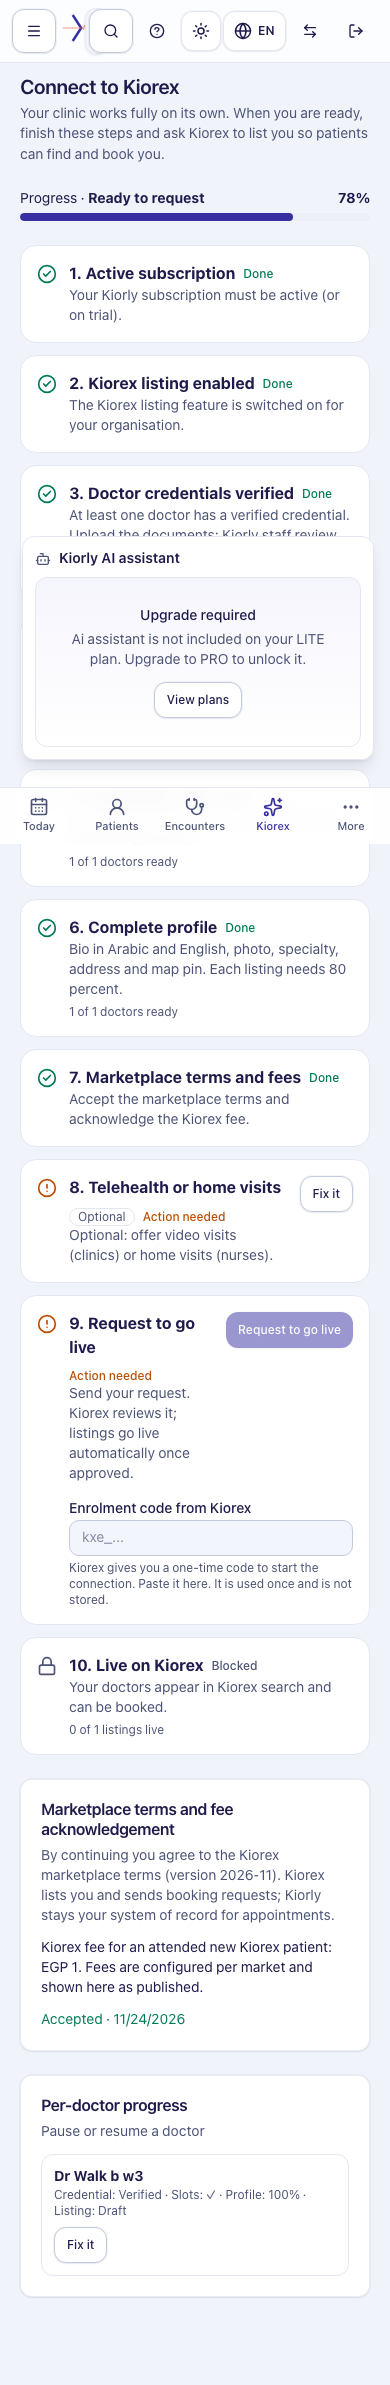 EN
Connect to Kiorex
Your clinic works fully on its own. When you are ready,
finish these steps and ask Kiorex to list you so patients
can find and book you.
Progress · Ready to request
78%
1. Active subscription Done
Your Kiorly subscription must be active (or
on trial).
2. Kiorex listing enabled Done
The Kiorex listing feature is switched on for
your organisation.
3. Doctor credentials verified Done
At least one doctor has a verified credential.
Upload the documents; Kiorly staff review
Kiorly AI assistant
Upgrade required
Ai assistant is not included on your LITE
plan. Upgrade to PRO to unlock it.
View plans
Today
Patients
Encounters
Kiorex
More
1 of 1 doctors ready
6. Complete profile Done
Bio in Arabic and English, photo, specialty,
address and map pin. Each listing needs 80
percent.
1 of 1 doctors ready
7. Marketplace terms and fees Done
Accept the marketplace terms and
acknowledge the Kiorex fee.
8. Telehealth or home visits
Fix it
Optional Action needed
Optional: offer video visits
(clinics) or home visits (nurses).
9. Request to go
live
Request to go live
Action needed
Send your request.
Kiorex reviews it;
listings go live
automatically once
approved.
Enrolment code from Kiorex
kxe_...
Kiorex gives you a one-time code to start the
connection. Paste it here. It is used once and is not
stored.
10. Live on Kiorex Blocked
Your doctors appear in Kiorex search and
can be booked.
0 of 1 listings live
Marketplace terms and fee
acknowledgement
By continuing you agree to the Kiorex
marketplace terms (version 2026-11). Kiorex
lists you and sends booking requests; Kiorly
stays your system of record for appointments.
Kiorex fee for an attended new Kiorex patient:
EGP 1. Fees are configured per market and
shown here as published.
Accepted · 11/24/2026
Per-doctor progress
Pause or resume a doctor
Dr Walk b w3
Credential: Verified · Slots: ✓ · Profile: 100% ·
Listing: Draft
Fix it